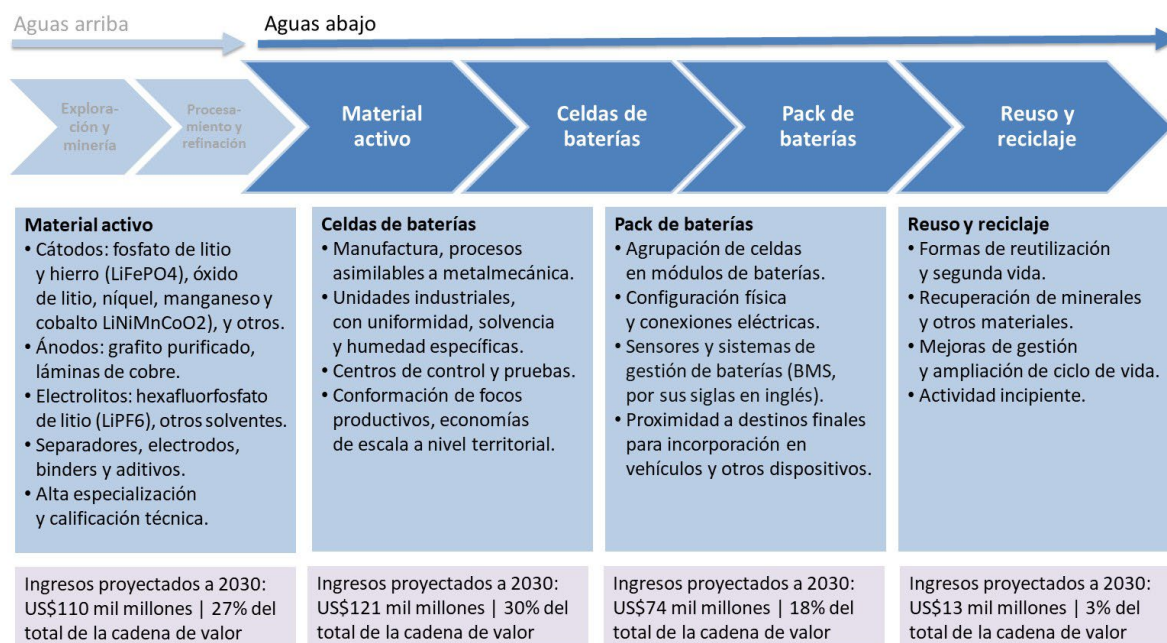 Aguas arriba
Aguas abajo
Explora-
ción y
minería
Procesa-
miento y
refinación
Material
activo
Celdas de
baterías
Pack de
baterías
Reuso y
reciclaje
Material activo
• Cátodos: fosfato de litio
y hierro (LiFePO4), óxido
de litio, níquel, manganeso y
cobalto LiNiMnCoO2), y otros.
• Ánodos: grafito purificado,
láminas de cobre.
• Electrolitos: hexafluorfosfato
de litio (LiPF6), otros solventes.
• Separadores, electrodos,
binders y aditivos.
• Alta especialización
y calificación técnica.
Celdas de baterías
• Manufactura, procesos
asimilables a metalmecánica.
• Unidades industriales,
con uniformidad, solvencia
y humedad específicas.
• Centros de control y pruebas.
• Conformación de focos
productivos, economías
de escala a nivel territorial.
Pack de baterías
• Agrupación de celdas
en módulos de baterías.
• Configuración física
y conexiones eléctricas.
• Sensores y sistemas de
gestión de baterías (BMS,
por sus siglas en inglés).
• Proximidad a destinos finales
para incorporación en
vehículos y otros dispositivos.
Reuso y reciclaje
• Formas de reutilización
y segunda vida.
• Recuperación de minerales
y otros materiales.
• Mejoras de gestión
y ampliación de ciclo de vida.
• Actividad incipiente.
Ingresos proyectados a 2030:
US$110 mil millones | 27% del
total de la cadena de valor
Ingresos proyectados a 2030:
US$121 mil millones | 30% del
total de la cadena de valor
Ingresos proyectados a 2030:
US$74 mil millones | 18% del
total de la cadena de valor
Ingresos proyectados a 2030:
US$13 mil millones | 3% del
total de la cadena de valor